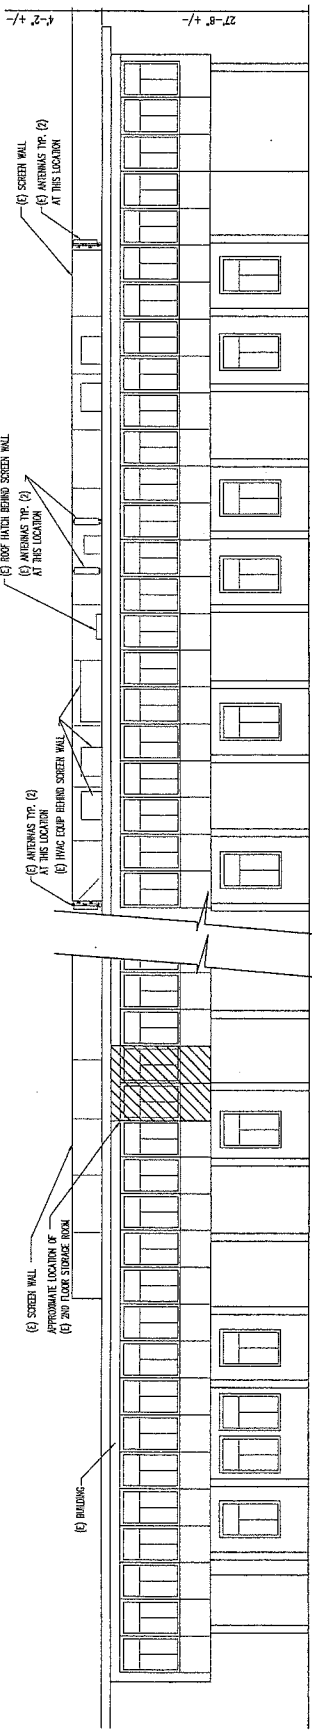 (E) BUILDING
(E) SCREEN WALL
APPROXIMATE LOCATION OF
(E) 2ND FLOOR STORAGE ROOM
(E) ANTENNAS TYP. (2)
AT THIS LOCATION
(E) HVAC EQUIP BEHIND SCREEN WALL
(E) ROOF HATCH BEHIND SCREEN WALL
(E) ANTENNAS TYP. (2)
AT THIS LOCATION
(E) SCREEN WALL
(E) ANTENNAS TYP. (2)
AT THIS LOCATION
4'-2" +/-
27'-8" +/-